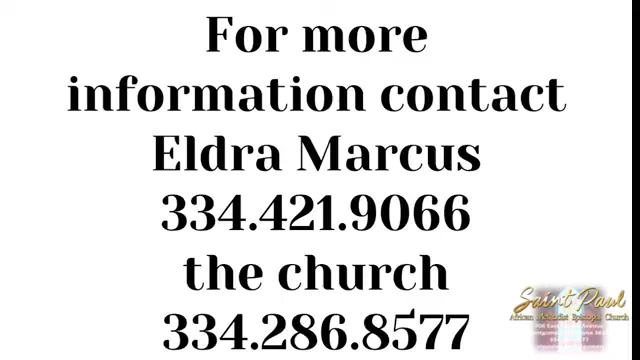 For more
information contact
Eldra Marcus
334.421.9066
the church
334.286.8577
Saint Paul
African Methodist Episcopal Church